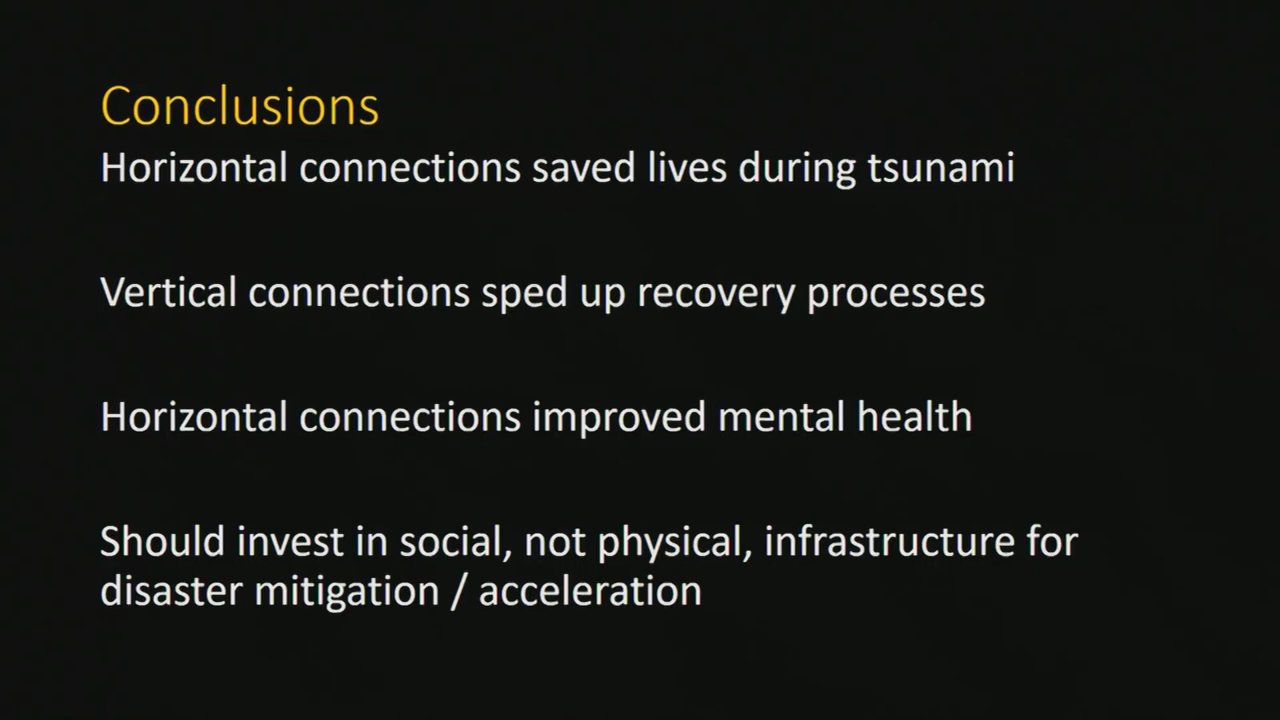 Conclusions
Horizontal connections saved lives during tsunami
Vertical connections sped up recovery processes
Horizontal connections improved mental health
Should invest in social, not physical, infrastructure for
disaster mitigation / acceleration